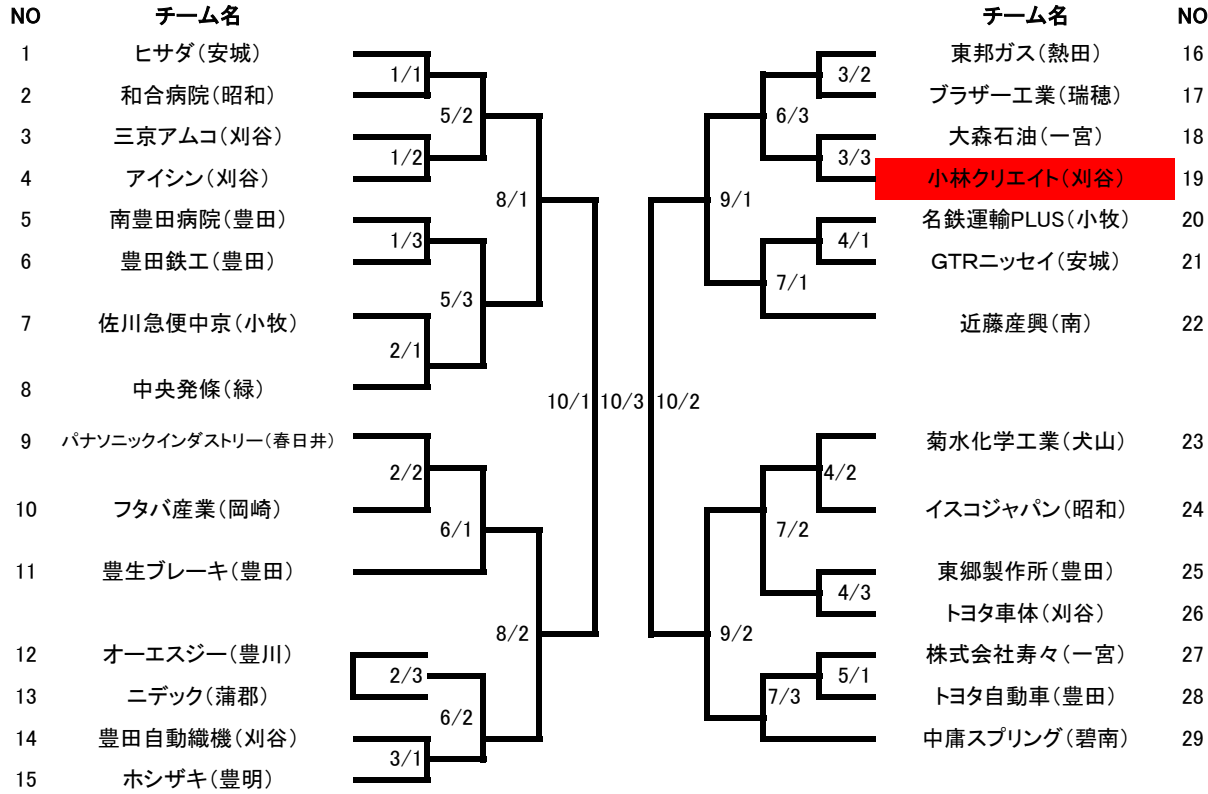 NO チーム名 チーム名 NO
1 ヒサダ(安城) 東邦ガス(熱田) 16
1/1 3/2
2 和合病院(昭和) ブラザー工業(瑞穂) 17
5/2 6/3
3 三京アムコ(刈谷) 大森石油(一宮) 18
1/2 3/3
4 アイシン(刈谷) 小林クリエイト(刈谷) 19
8/1 9/1
5 南豊田病院(豊田) 名鉄運輸PLUS(小牧) 20
1/3 4/1
6 豊田鉄工(豊田) GTRニッセイ(安城) 21
5/3 7/1
7 佐川急便中京(小牧) 近藤産興(南) 22
2/1
8 中央発條(緑)
10/1 10/3 10/2
9 パナソニックインダストリー(春日井) 菊水化学工業(犬山) 23
2/2 4/2
10 フタバ産業(岡崎) イスコジャパン(昭和) 24
6/1 7/2
11 豊生ブレーキ(豊田) 東郷製作所(豊田) 25
4/3
トヨタ車体(刈谷) 26
8/2 9/2
12 オーエスジー(豊川) 株式会社寿々(一宮) 27
2/3 5/1
13 ニデック(蒲郡) 7/3 トヨタ自動車(豊田) 28
6/2
14 豊田自動織機(刈谷) 中庸スプリング(碧南) 29
3/1
15 ホシザキ(豊明)